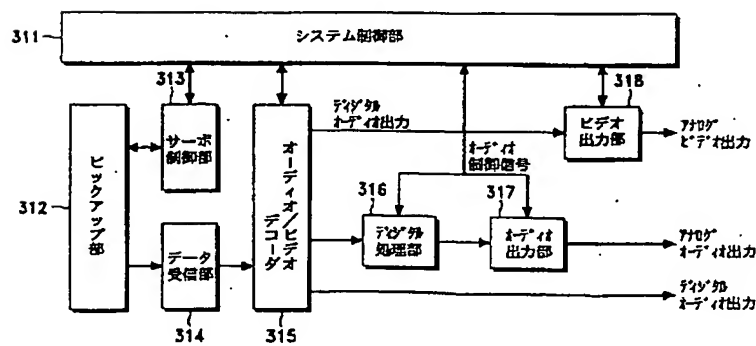 311
システム制御部
313
318
ディジタル
オーディオ出力
サーボ
制御部
ビデオ
出力部
アナログ
ビデオ出力
オーディオ
制御信号
312
ピックアップ部
オーディオ/ビデオ
デコーダ
316
317
ディジタル
処理部
オーディオ
出力部
アナログ
オーディオ出力
データ
受信部
ディジタル
オーディオ出力
314
315